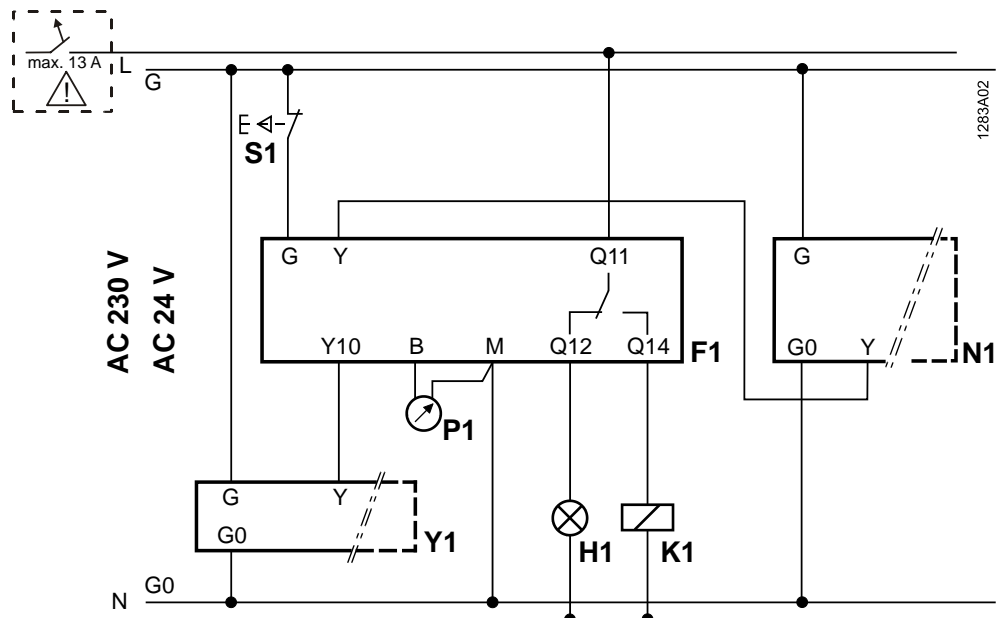 max. 13 A
L
G
1283A02
S1
G Y Q11
G
AC 230 V
AC 24 V
Y10 B M Q12 Q14
F1
G0 Y
N1
P1
G Y
G0
Y1
H1
K1
G0
N